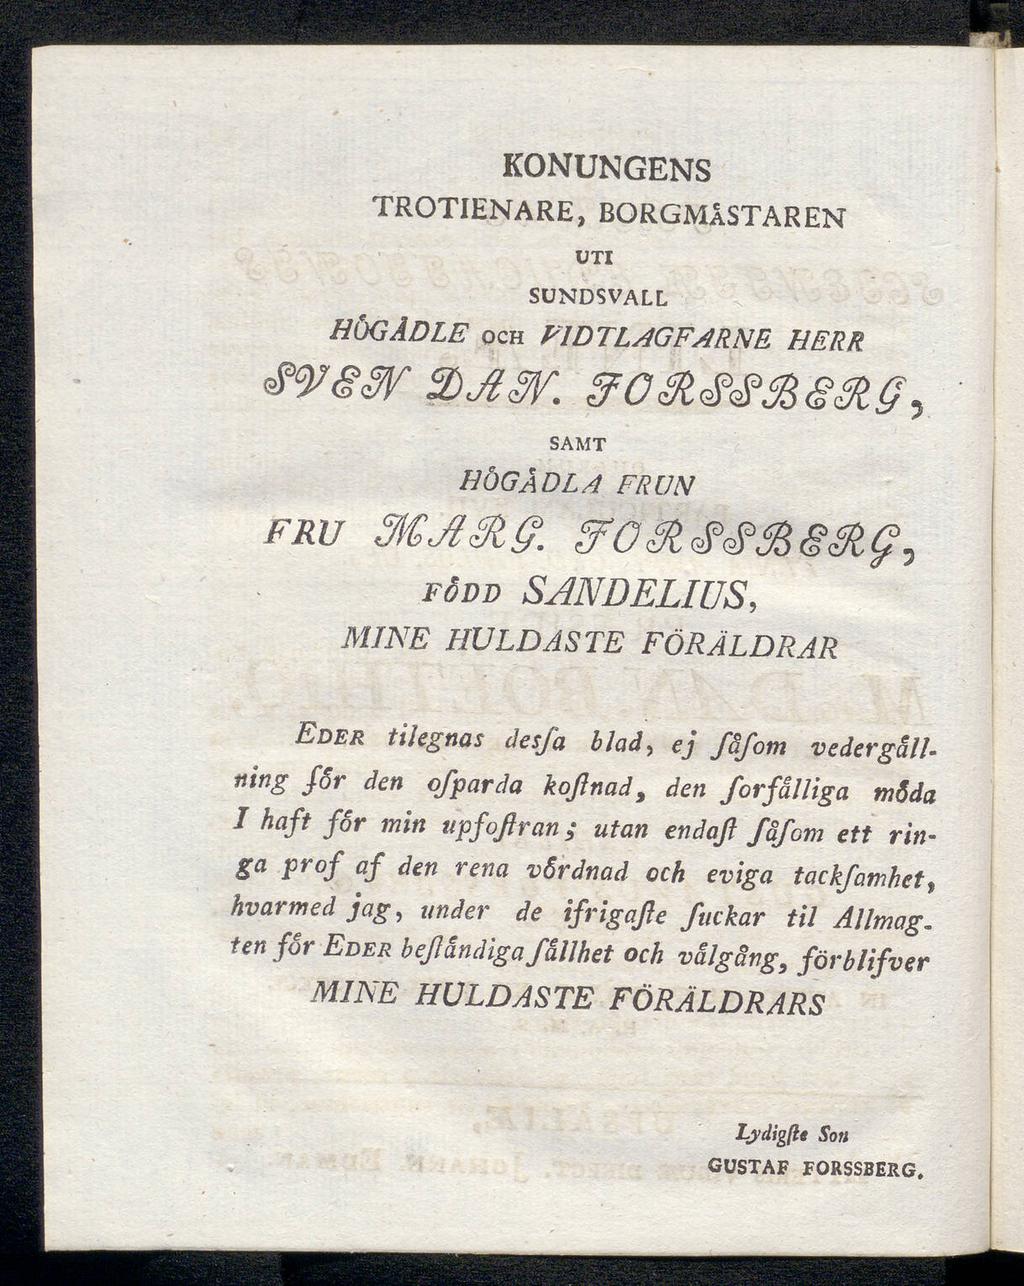 KONUNGENS
TROTIENARE, BORGMåSTAREN
UTI
SUNDSVALL
HÖGÅDLE OCH VIDTLAGFARNE HERR
SVEN DAN. FORSSBERG,
SAMT
HÖGÅDLA FRUN
FRU MARG. FORSSBERG,
FÖDD SANDELIUS,
MINE HULDASTE FÖRÄLDRAR
EDER tilegnas desſa blad, ej ſåſom vedergåll-
ning för den oſparda koſtnad, den ſorfålliga möda
I haft för min upfoſtran; utan endaſt ſåſom ett rin-
ga prof af den rena vördnad och eviga tackſamhet,
hvarmed jag, under de ifrigaſte ſuckar til Allmag-
ten för EDER beſtåndiga ſållhet och vålgång, förblifver
MINE HULDASTE FÖRÄLDRARS
Lydigſte Son
GUSTAF FORSSBERG.